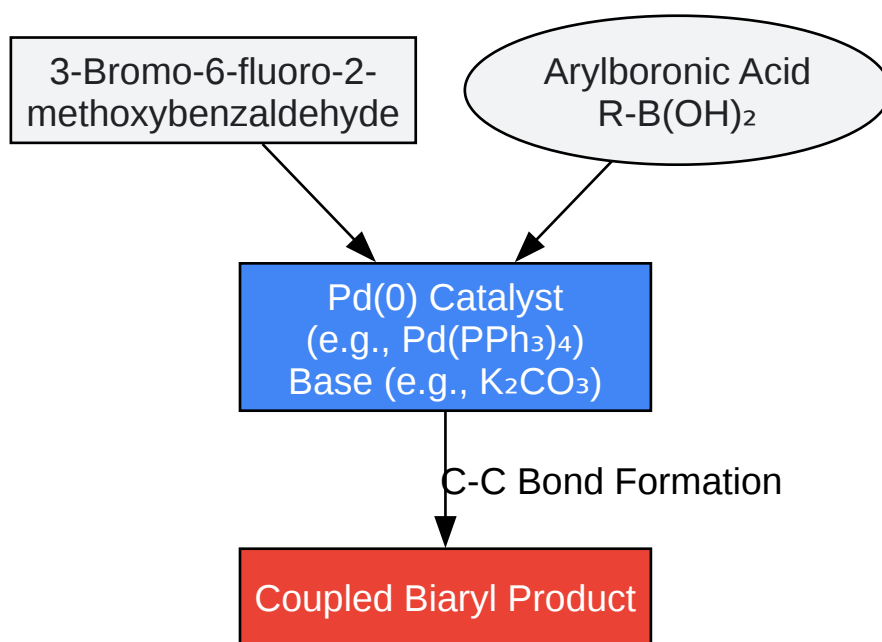 3-Bromo-6-fluoro-2-
methoxybenzaldehyde
Arylboronic Acid
R-B(OH)₂
Pd(0) Catalyst
(e.g., Pd(PPh₃)₄)
Base (e.g., K₂CO₃)
C-C Bond Formation
Coupled Biaryl Product